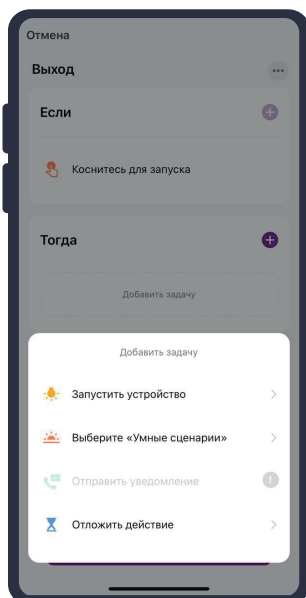 Отмена
Выход
Если
Коснитесь для запуска
Тогда
Добавить задачу
Добавить задачу
Запустить устройство
Выберите «Умные сценарии»
Отправить уведомление
Отложить действие